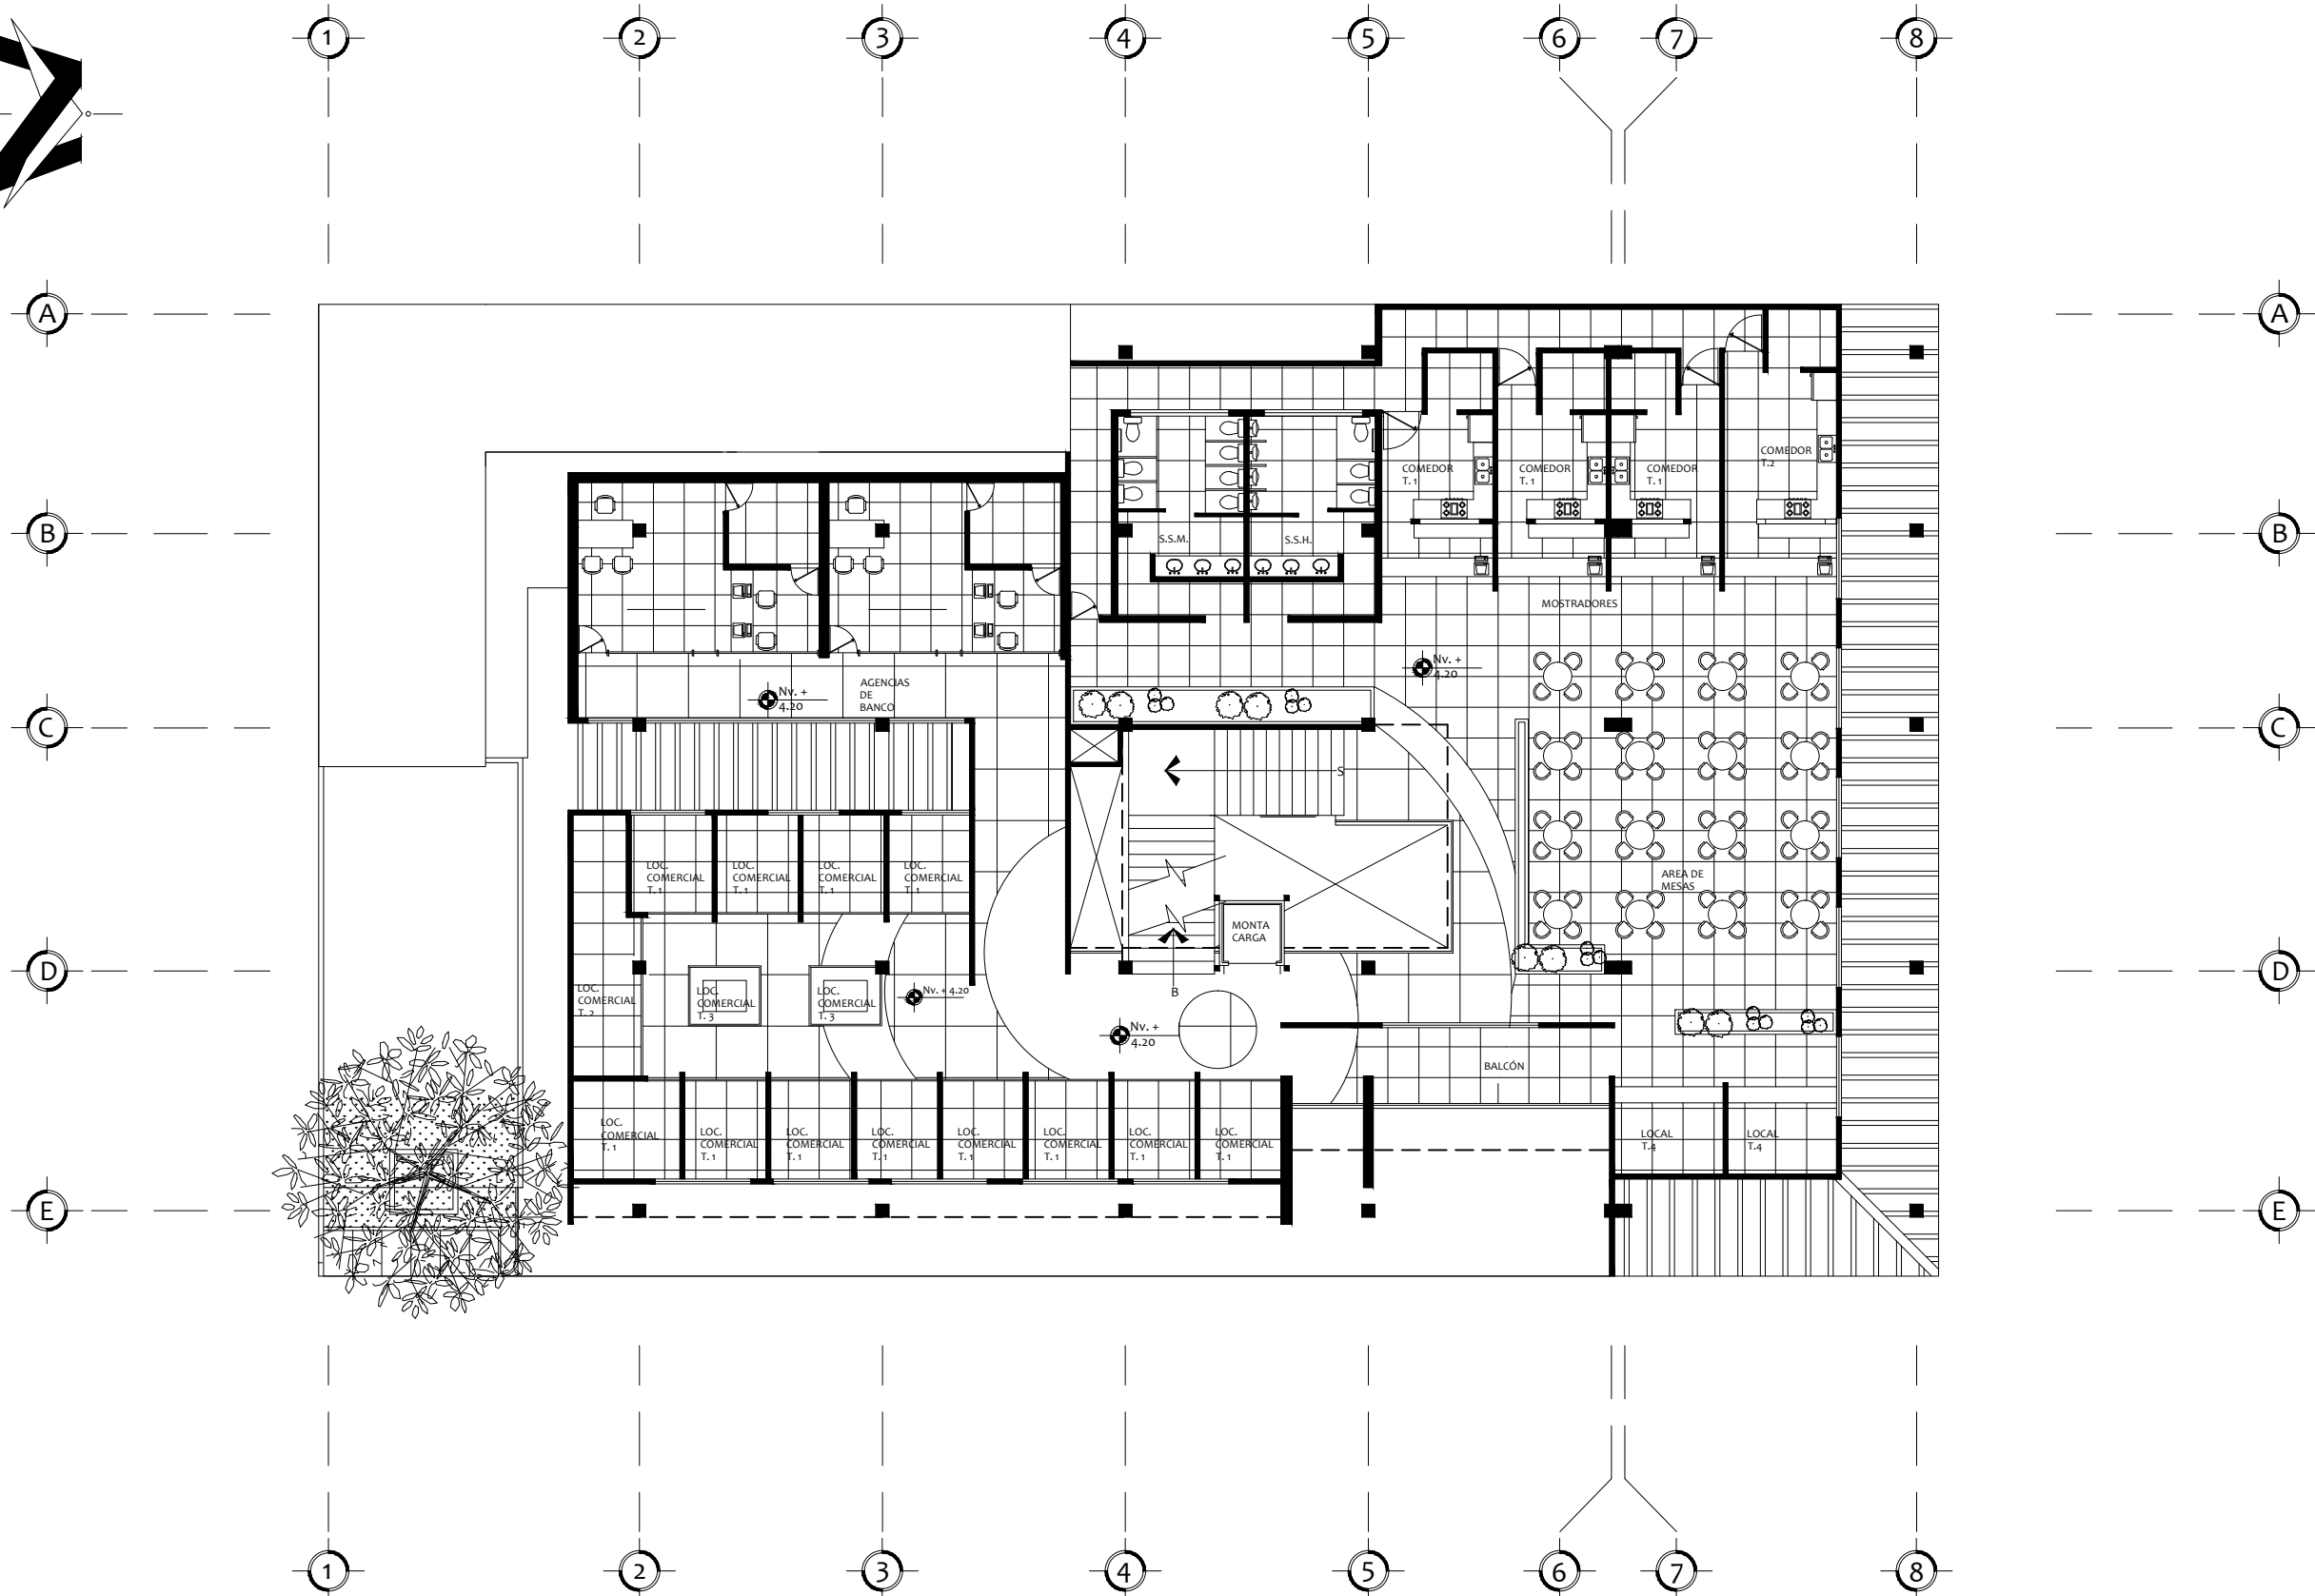 1 2 3 4 5 6 7 8
A A
COMEDOR
T.2
COMEDOR
T. 1
COMEDOR
T. 1
COMEDOR
T. 1
B B
S.S.M.
S.S.H.
MOSTRADORES
Nv. +
4.20
AGENCIAS
DE
BANCO
Nv. +
4.20
C C
S
LOC.
COMERCIAL
T. 1
LOC.
COMERCIAL
T. 1
LOC.
COMERCIAL
T. 1
LOC.
COMERCIAL
T. 1
AREA DE
MESAS
MONTA
CARGA
D D
LOC.
COMERCIAL
T. 2
LOC.
COMERCIAL
T. 3
LOC.
COMERCIAL
T. 3
Nv. + 4.20
B
Nv. +
4.20
BALCÓN
LOC.
COMERCIAL
T. 1
LOC.
COMERCIAL
T. 1
LOC.
COMERCIAL
T. 1
LOC.
COMERCIAL
T. 1
LOC.
COMERCIAL
T. 1
LOC.
COMERCIAL
T. 1
LOC.
COMERCIAL
T. 1
LOC.
COMERCIAL
T. 1
LOCAL
T.4
LOCAL
T.4
E E
1 2 3 4 5 6 7 8